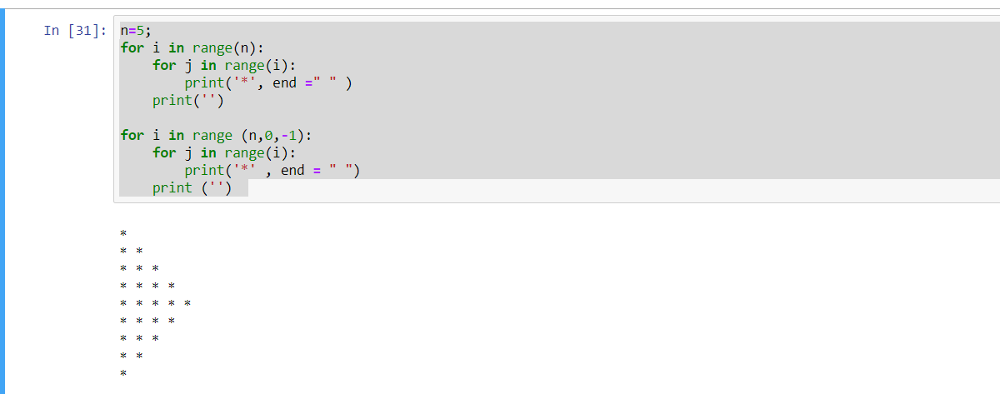 In [31]: n=5;
for i in range(n):
    for j in range(i):
        print('*', end =" " )
    print('')
for i in range (n,0,-1):
    for j in range(i):
        print('*' , end = " ")
    print ('')
*
* *
* * *
* * * *
* * * * *
* * * *
* * *
* *
*